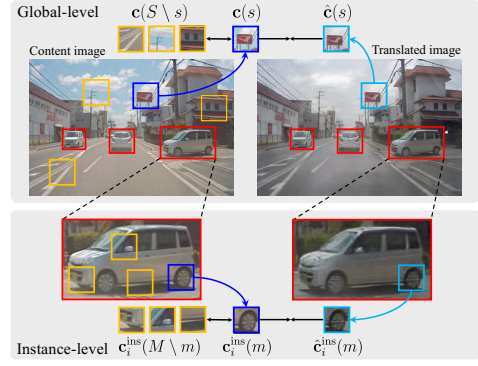 Global-level
c(S \ s)
c(s)
ĉ(s)
Content image
Translated image
Instance-level
c_i^ins(M \ m)
c_i^ins(m)
ĉ_i^ins(m)